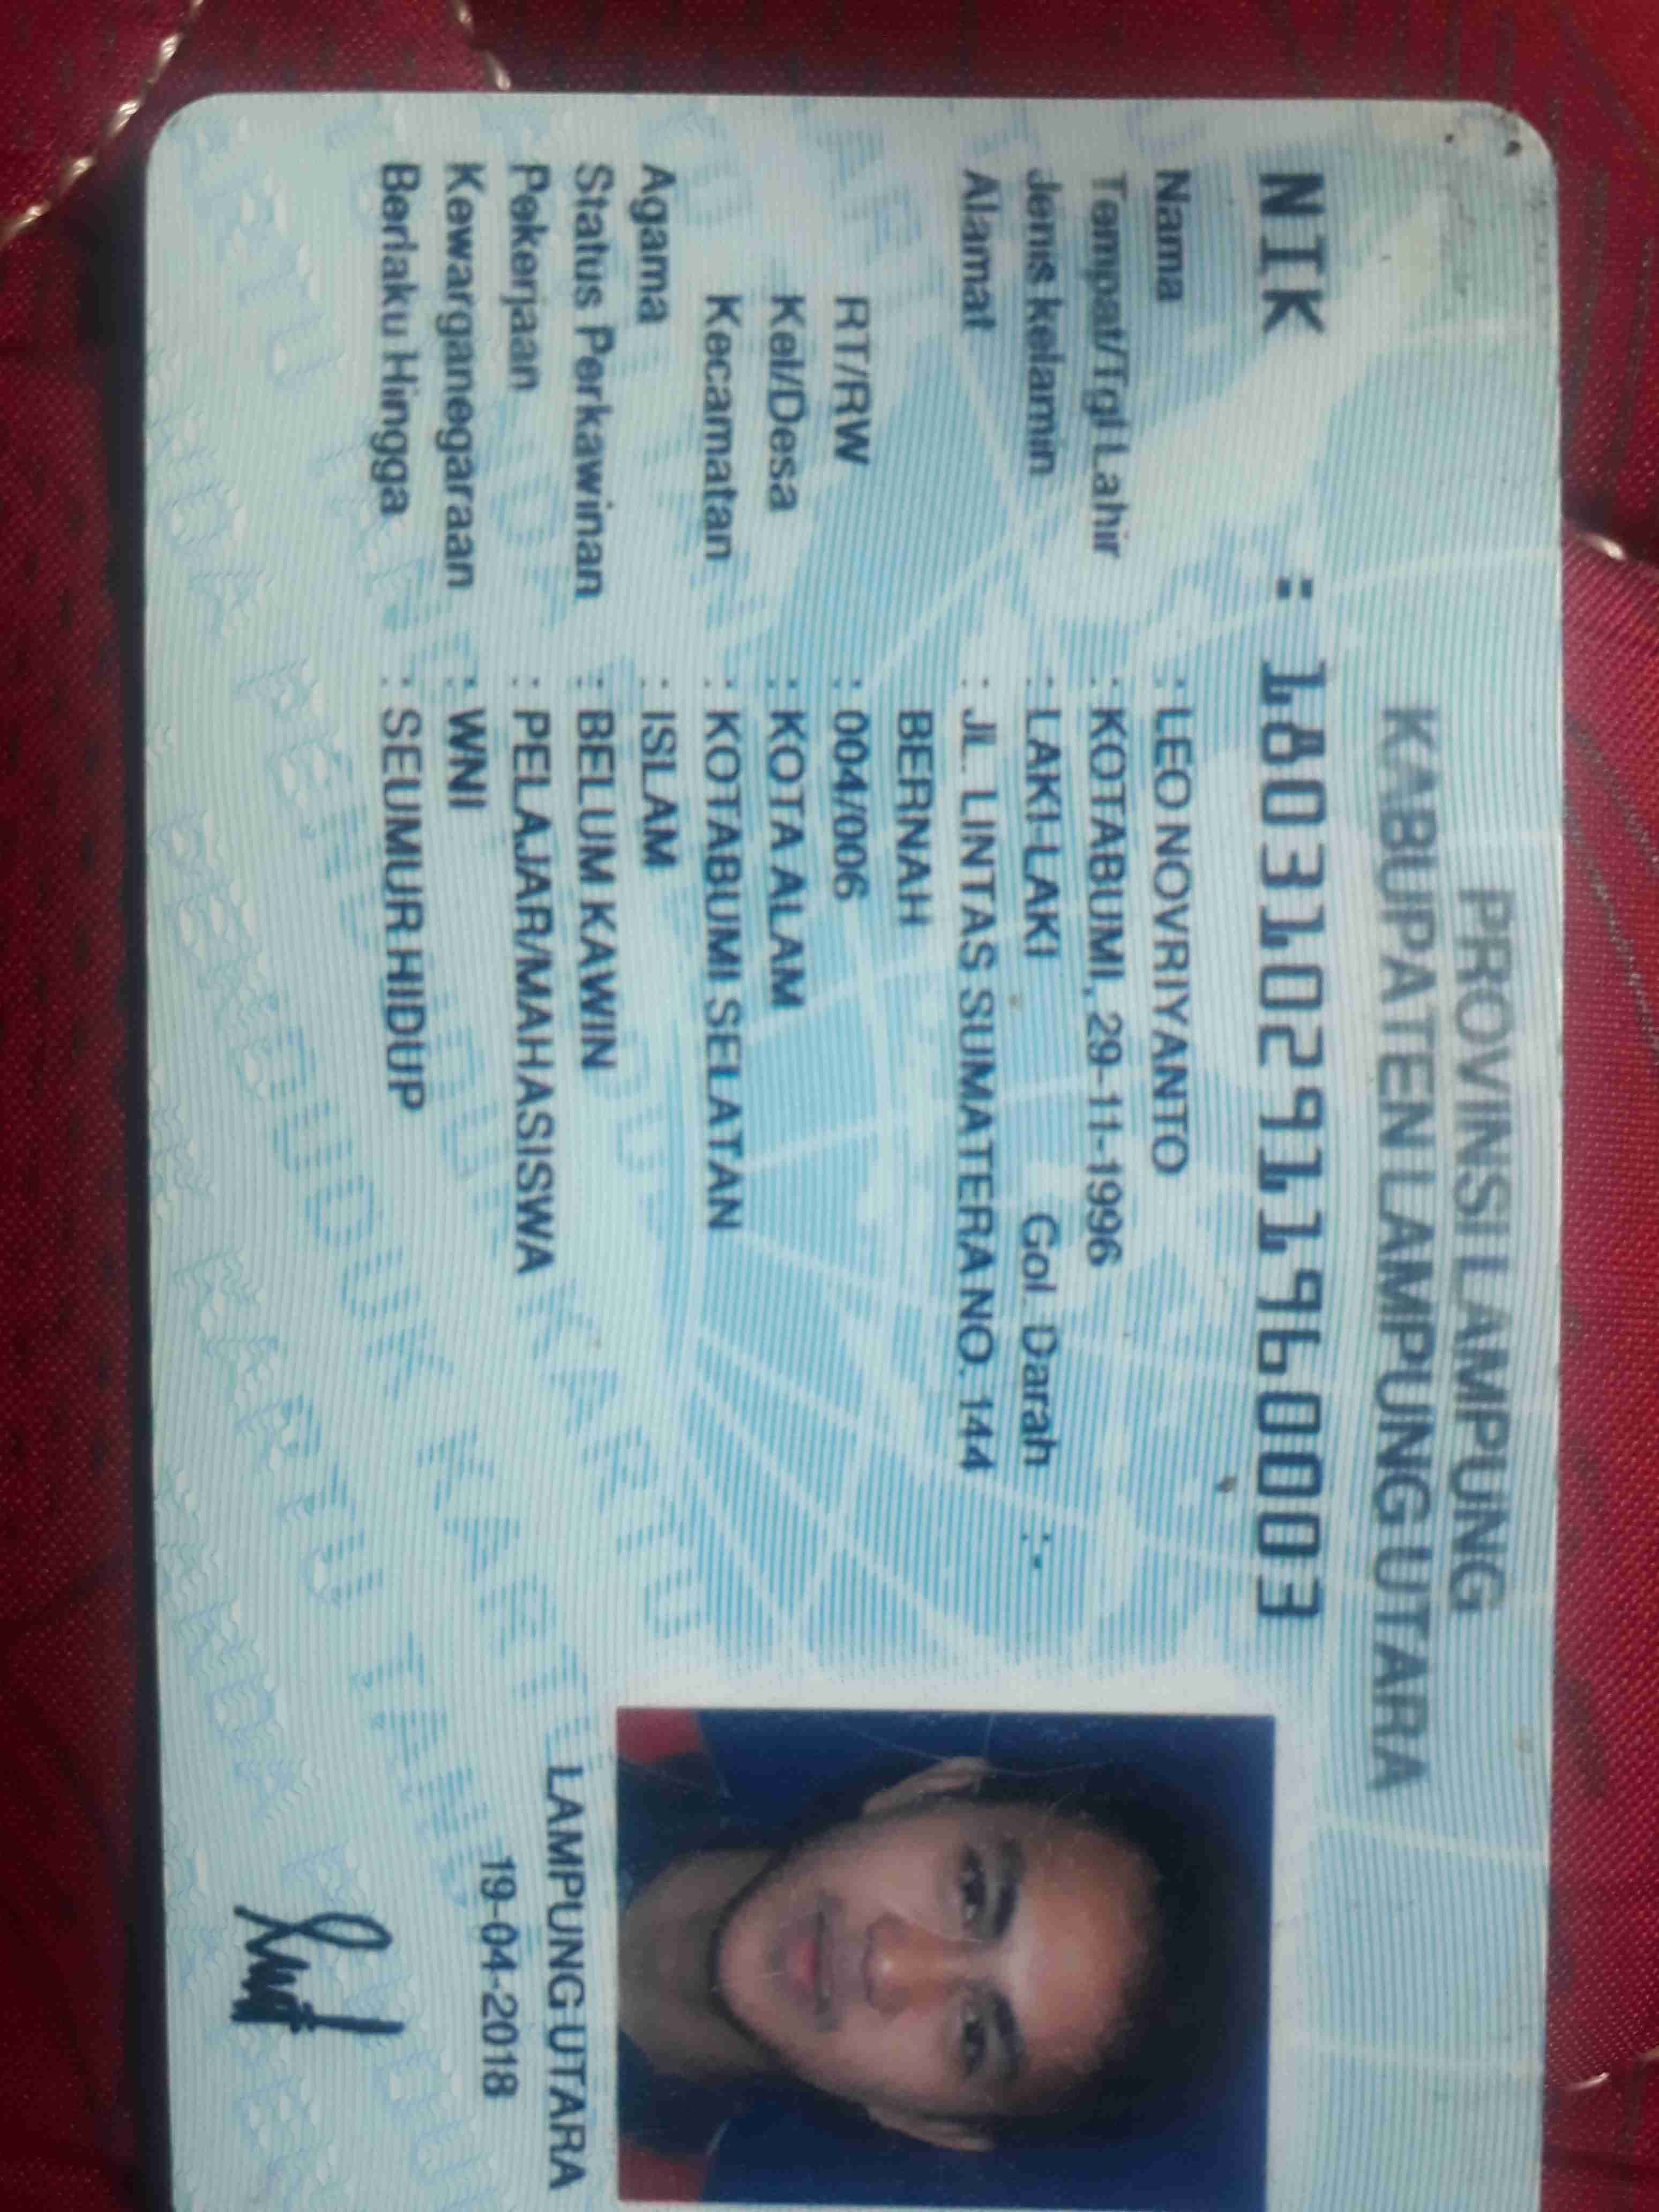 PROVINSI LAMPUNG
KABUPATEN LAMPUNG UTARA
NIK : 1803102911960003
Nama : LEO NOVRIYANTO
Tempat/Tgl Lahir : KOTABUMI, 29-11-1996
Jenis kelamin : LAKI-LAKI Gol. Darah : -
Alamat : JL. LINTAS SUMATERA NO. 144
BERNAH
RT/RW : 004/006
Kel/Desa : KOTA ALAM
Kecamatan : KOTABUMI SELATAN
Agama : ISLAM
Status Perkawinan : BELUM KAWIN
Pekerjaan : PELAJAR/MAHASISWA
Kewarganegaraan : WNI
Berlaku Hingga : SEUMUR HIDUP
LAMPUNG UTARA
19-04-2018